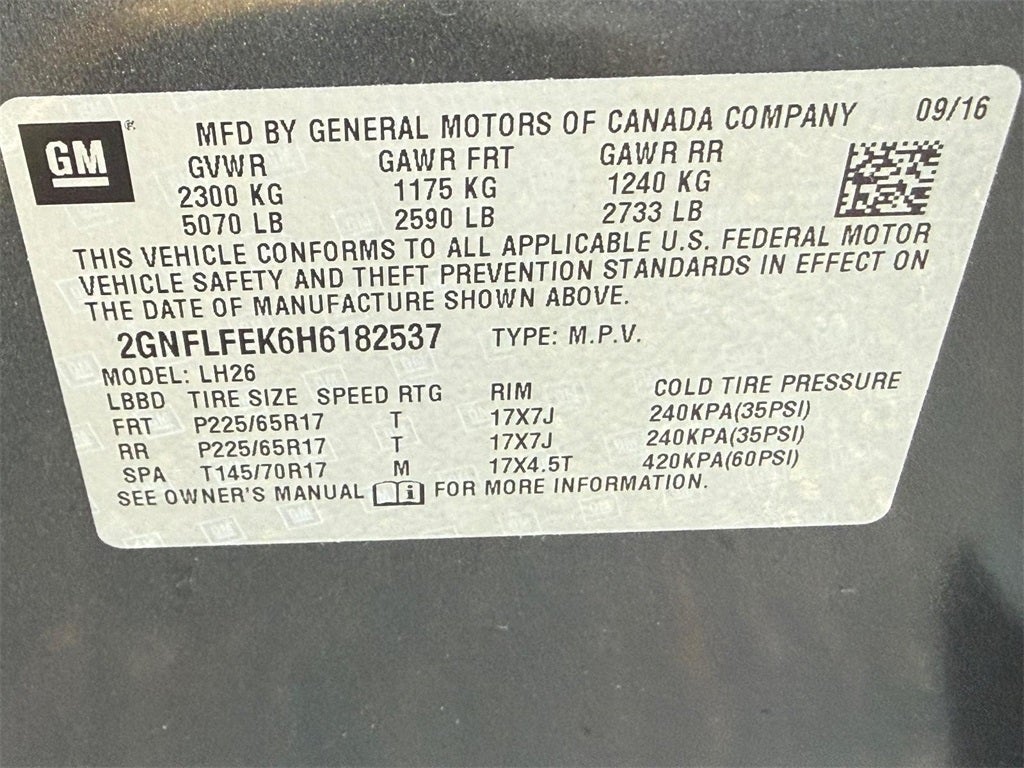 GM
MFD BY GENERAL MOTORS OF CANADA COMPANY 09/16
GVWR GAWR FRT GAWR RR
2300 KG 1175 KG 1240 KG
5070 LB 2590 LB 2733 LB
THIS VEHICLE CONFORMS TO ALL APPLICABLE U.S. FEDERAL MOTOR
VEHICLE SAFETY AND THEFT PREVENTION STANDARDS IN EFFECT ON
THE DATE OF MANUFACTURE SHOWN ABOVE.
2GNFLFEK6H6182537 TYPE: M.P.V.
MODEL: LH26
LBBD TIRE SIZE SPEED RTG RIM COLD TIRE PRESSURE
FRT P225/65R17 T 17X7J 240KPA(35PSI)
RR P225/65R17 T 17X7J 240KPA(35PSI)
SPA T145/70R17 M 17X4.5T 420KPA(60PSI)
SEE OWNER'S MANUAL i FOR MORE INFORMATION.